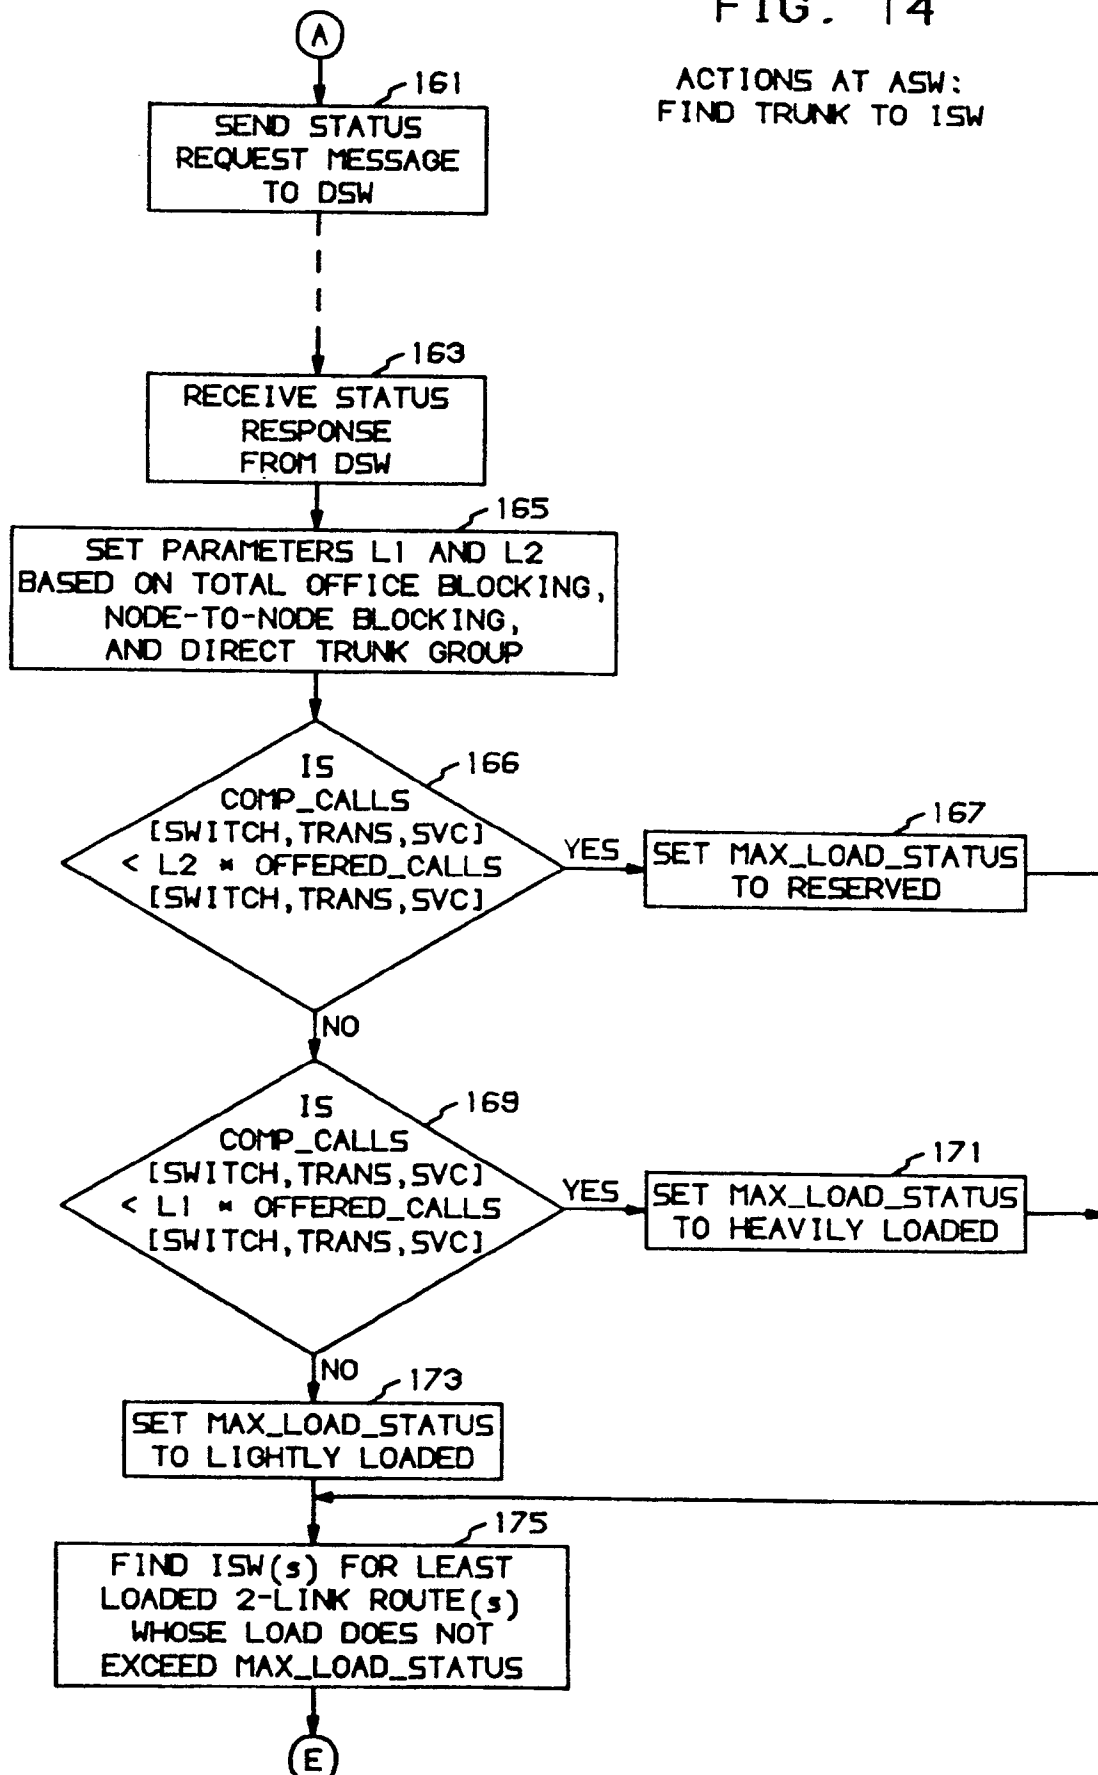 FIG. 14
ACTIONS AT ASW:
FIND TRUNK TO ISW
A
161
SEND STATUS
REQUEST MESSAGE
TO DSW
163
RECEIVE STATUS
RESPONSE
FROM DSW
165
SET PARAMETERS L1 AND L2
BASED ON TOTAL OFFICE BLOCKING,
NODE-TO-NODE BLOCKING,
AND DIRECT TRUNK GROUP
166
IS
COMP_CALLS
[SWITCH,TRANS,SVC]
< L2 * OFFERED_CALLS
[SWITCH,TRANS,SVC]
YES
167
SET MAX_LOAD_STATUS
TO RESERVED
NO
169
IS
COMP_CALLS
[SWITCH,TRANS,SVC]
< L1 * OFFERED_CALLS
[SWITCH,TRANS,SVC]
YES
171
SET MAX_LOAD_STATUS
TO HEAVILY LOADED
NO
173
SET MAX_LOAD_STATUS
TO LIGHTLY LOADED
175
FIND ISW(s) FOR LEAST
LOADED 2-LINK ROUTE(s)
WHOSE LOAD DOES NOT
EXCEED MAX_LOAD_STATUS
E